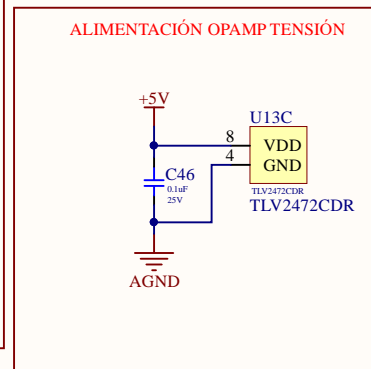 ALIMENTACIÓN OPAMP TENSIÓN
+5V
U13C
8 VDD
4 GND
C46
0.1uF
25V
TLV2472CDR
TLV2472CDR
AGND